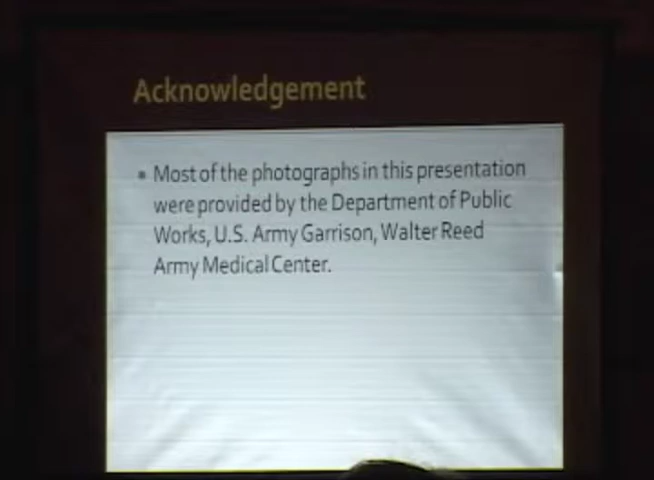 Acknowledgement
• Most of the photographs in this presentation
were provided by the Department of Public
Works, U.S. Army Garrison, Walter Reed
Army Medical Center.